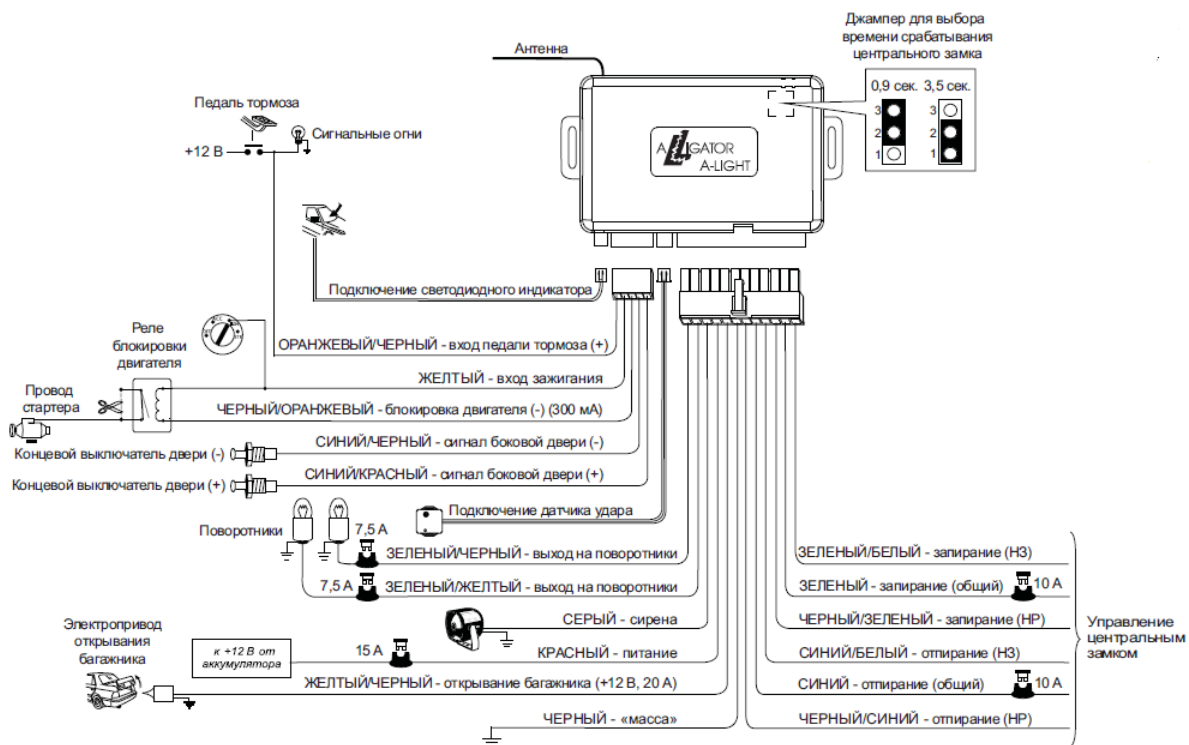 Джампер для выбора
времени срабатывания
центрального замка
0,9 сек. 3,5 сек.
3 3
2 2
1 1
Антенна
ALLIGATOR
A-LIGHT
Педаль тормоза
+12 В
Сигнальные огни
Подключение светодиодного индикатора
Реле
блокировки
двигателя
ОРАНЖЕВЫЙ/ЧЕРНЫЙ - вход педали тормоза (+)
ЖЕЛТЫЙ - вход зажигания
Провод
стартера
ЧЕРНЫЙ/ОРАНЖЕВЫЙ - блокировка двигателя (-) (300 мА)
СИНИЙ/ЧЕРНЫЙ - сигнал боковой двери (-)
Концевой выключатель двери (-)
СИНИЙ/КРАСНЫЙ - сигнал боковой двери (+)
Концевой выключатель двери (+)
Подключение датчика удара
Поворотники
7,5 А
ЗЕЛЕНЫЙ/ЧЕРНЫЙ - выход на поворотники
7,5 А
ЗЕЛЕНЫЙ/ЖЕЛТЫЙ - выход на поворотники
СЕРЫЙ - сирена
Электропривод
открывания
багажника
к +12 В от
аккумулятора
15 А
КРАСНЫЙ - питание
ЖЕЛТЫЙ/ЧЕРНЫЙ - открывание багажника (+12 В, 20 А)
ЧЕРНЫЙ - «масса»
ЗЕЛЕНЫЙ/БЕЛЫЙ - запирание (НЗ)
ЗЕЛЕНЫЙ - запирание (общий)
10 А
ЧЕРНЫЙ/ЗЕЛЕНЫЙ - запирание (НР)
СИНИЙ/БЕЛЫЙ - отпирание (НЗ)
СИНИЙ - отпирание (общий)
10 А
ЧЕРНЫЙ/СИНИЙ - отпирание (НР)
Управление
центральным
замком